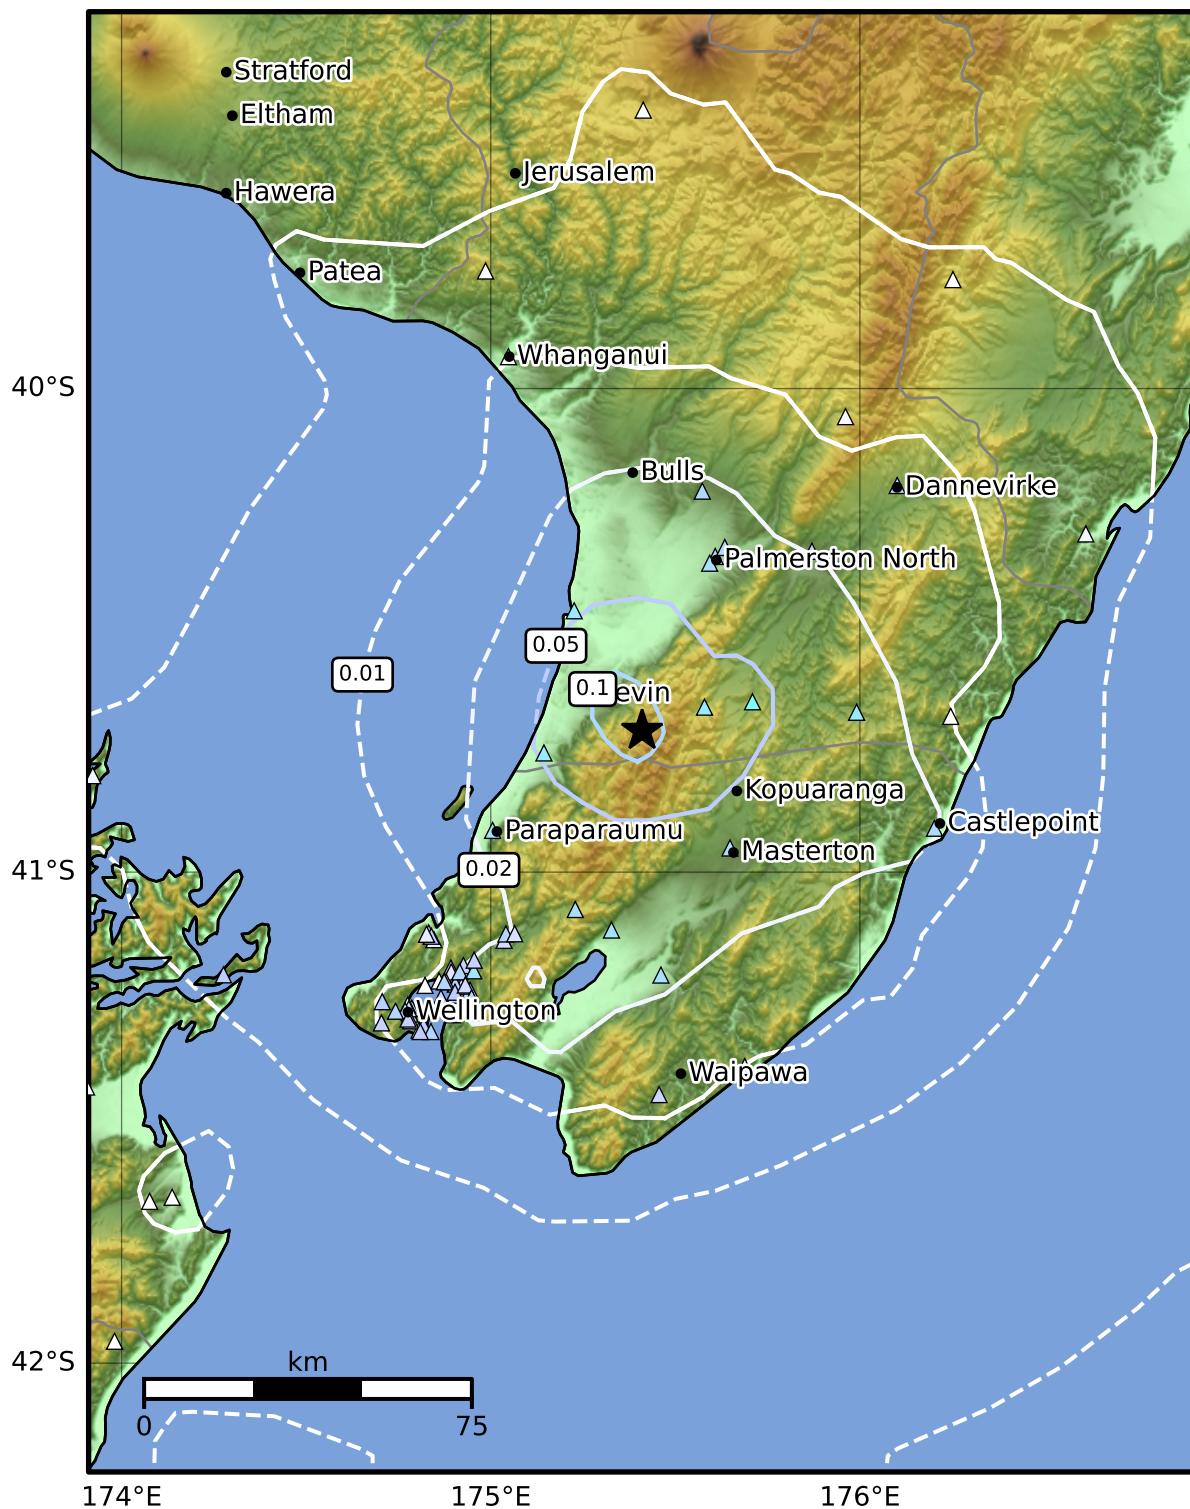 Stratford
Eltham
Jerusalem
Hawera
Patea
Whanganui
40°S
Bulls
Dannevirke
Palmerston North
0.05
0.01
0.1
evin
Kopuaranga
Castlepoint
Paraparaumu
Masterton
0.02
41°S
Wellington
Waipawa
42°S
km
0
75
174°E
175°E
176°E